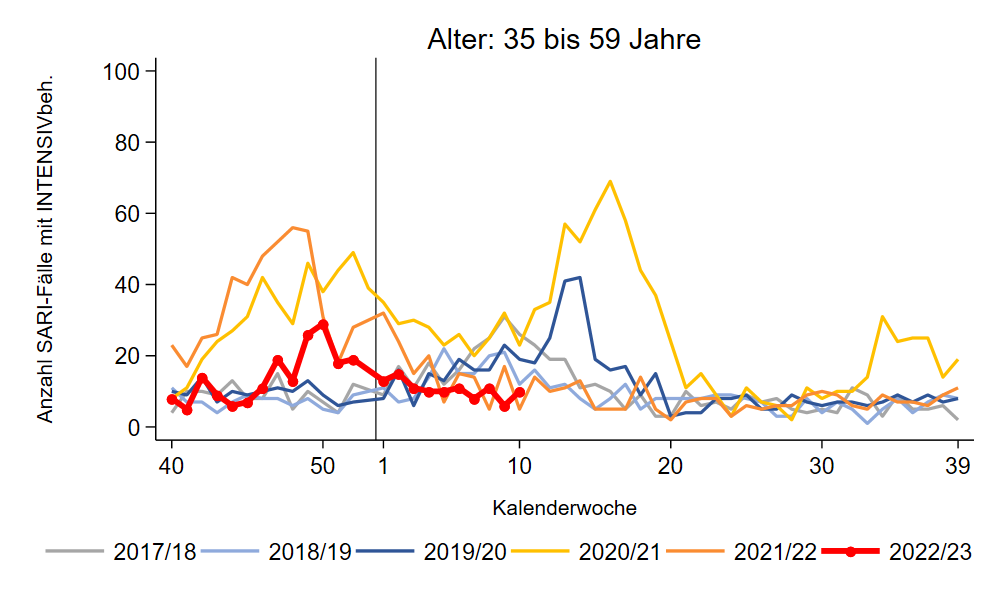 Alter: 35 bis 59 Jahre
Anzahl SARI-Fälle mit INTENSIVbeh.
100
80
60
40
20
0
40 50 1 10 20 30 39
Kalenderwoche
2017/18 2018/19 2019/20 2020/21 2021/22 2022/23